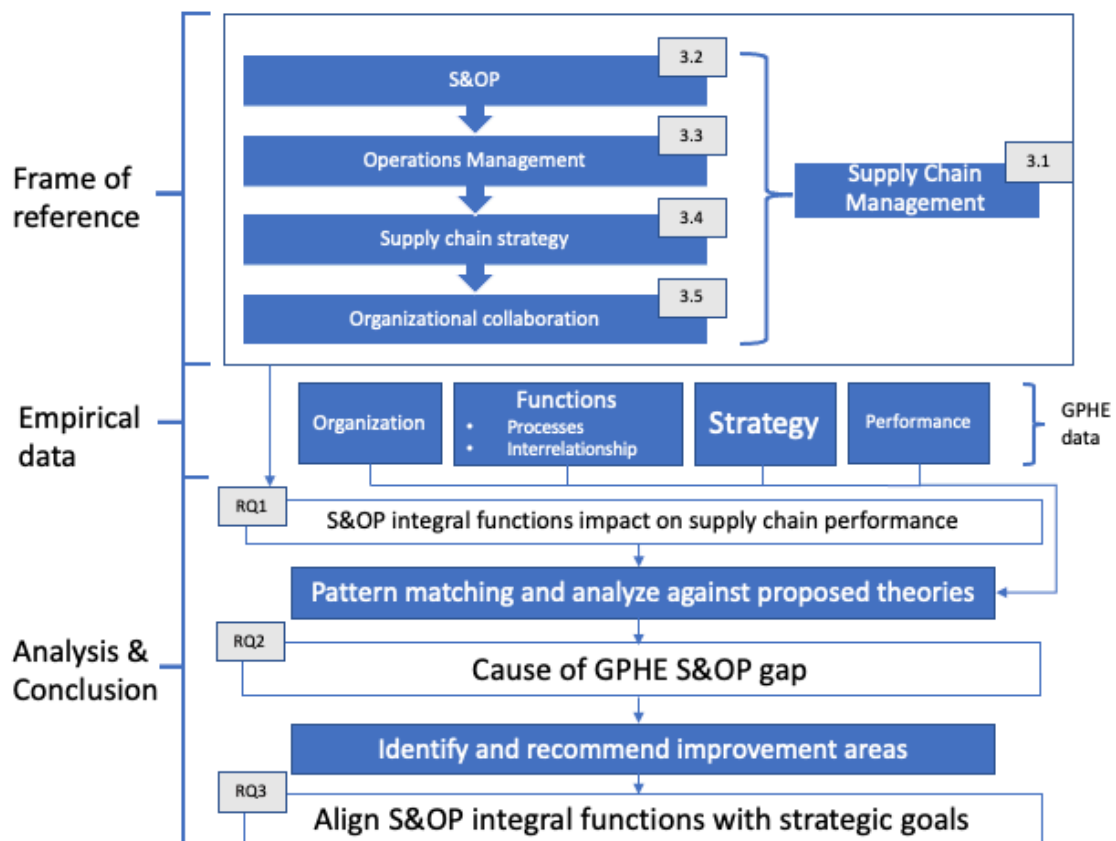 3.2
S&OP
3.3
Operations Management
3.4
Supply chain strategy
3.5
Organizational collaboration
3.1
Supply Chain
Management
Frame of
reference
Empirical
data
Organization
Functions
• Processes
• Interrelationship
Strategy
Performance
GPHE
data
RQ1
S&OP integral functions impact on supply chain performance
Pattern matching and analyze against proposed theories
Analysis &
Conclusion
RQ2
Cause of GPHE S&OP gap
Identify and recommend improvement areas
RQ3
Align S&OP integral functions with strategic goals